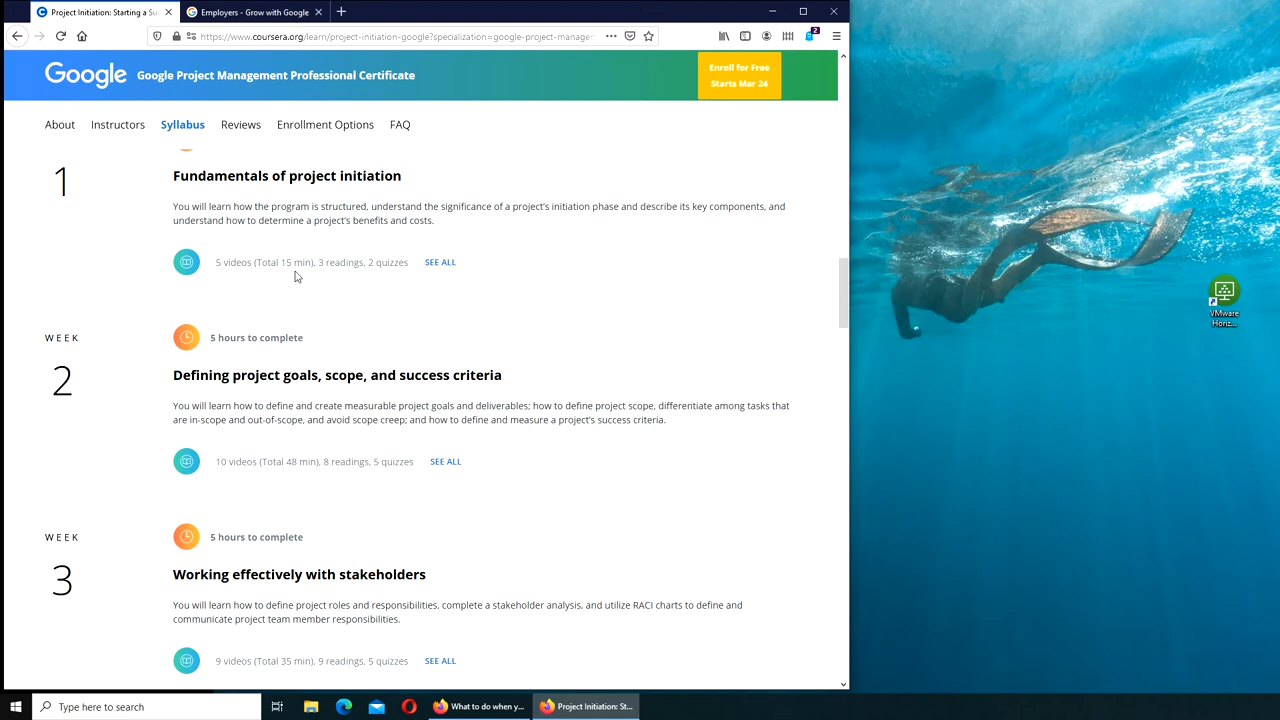 Project Initiation: Starting a Su
Employers - Grow with Google
https://www.coursera.org/learn/project-initiation-google?specialization=google-project-manage
2
Google
Google Project Management Professional Certificate
Enroll for Free
Starts Mar 24
About
Instructors
Syllabus
Reviews
Enrollment Options
FAQ
1
Fundamentals of project initiation
You will learn how the program is structured, understand the significance of a project's initiation phase and describe its key components, and
understand how to determine a project's benefits and costs.
5 videos (Total 15 min), 3 readings, 2 quizzes
SEE ALL
WEEK
2
5 hours to complete
Defining project goals, scope, and success criteria
You will learn how to define and create measurable project goals and deliverables; how to define project scope, differentiate among tasks that
are in-scope and out-of-scope, and avoid scope creep; and how to define and measure a project's success criteria.
10 videos (Total 48 min), 8 readings, 5 quizzes
SEE ALL
WEEK
3
5 hours to complete
Working effectively with stakeholders
You will learn how to define project roles and responsibilities, complete a stakeholder analysis, and utilize RACI charts to define and
communicate project team member responsibilities.
9 videos (Total 35 min), 9 readings, 5 quizzes
SEE ALL
VMware
Horiz...
Type here to search
What to do when y...
Project Initiation: St...